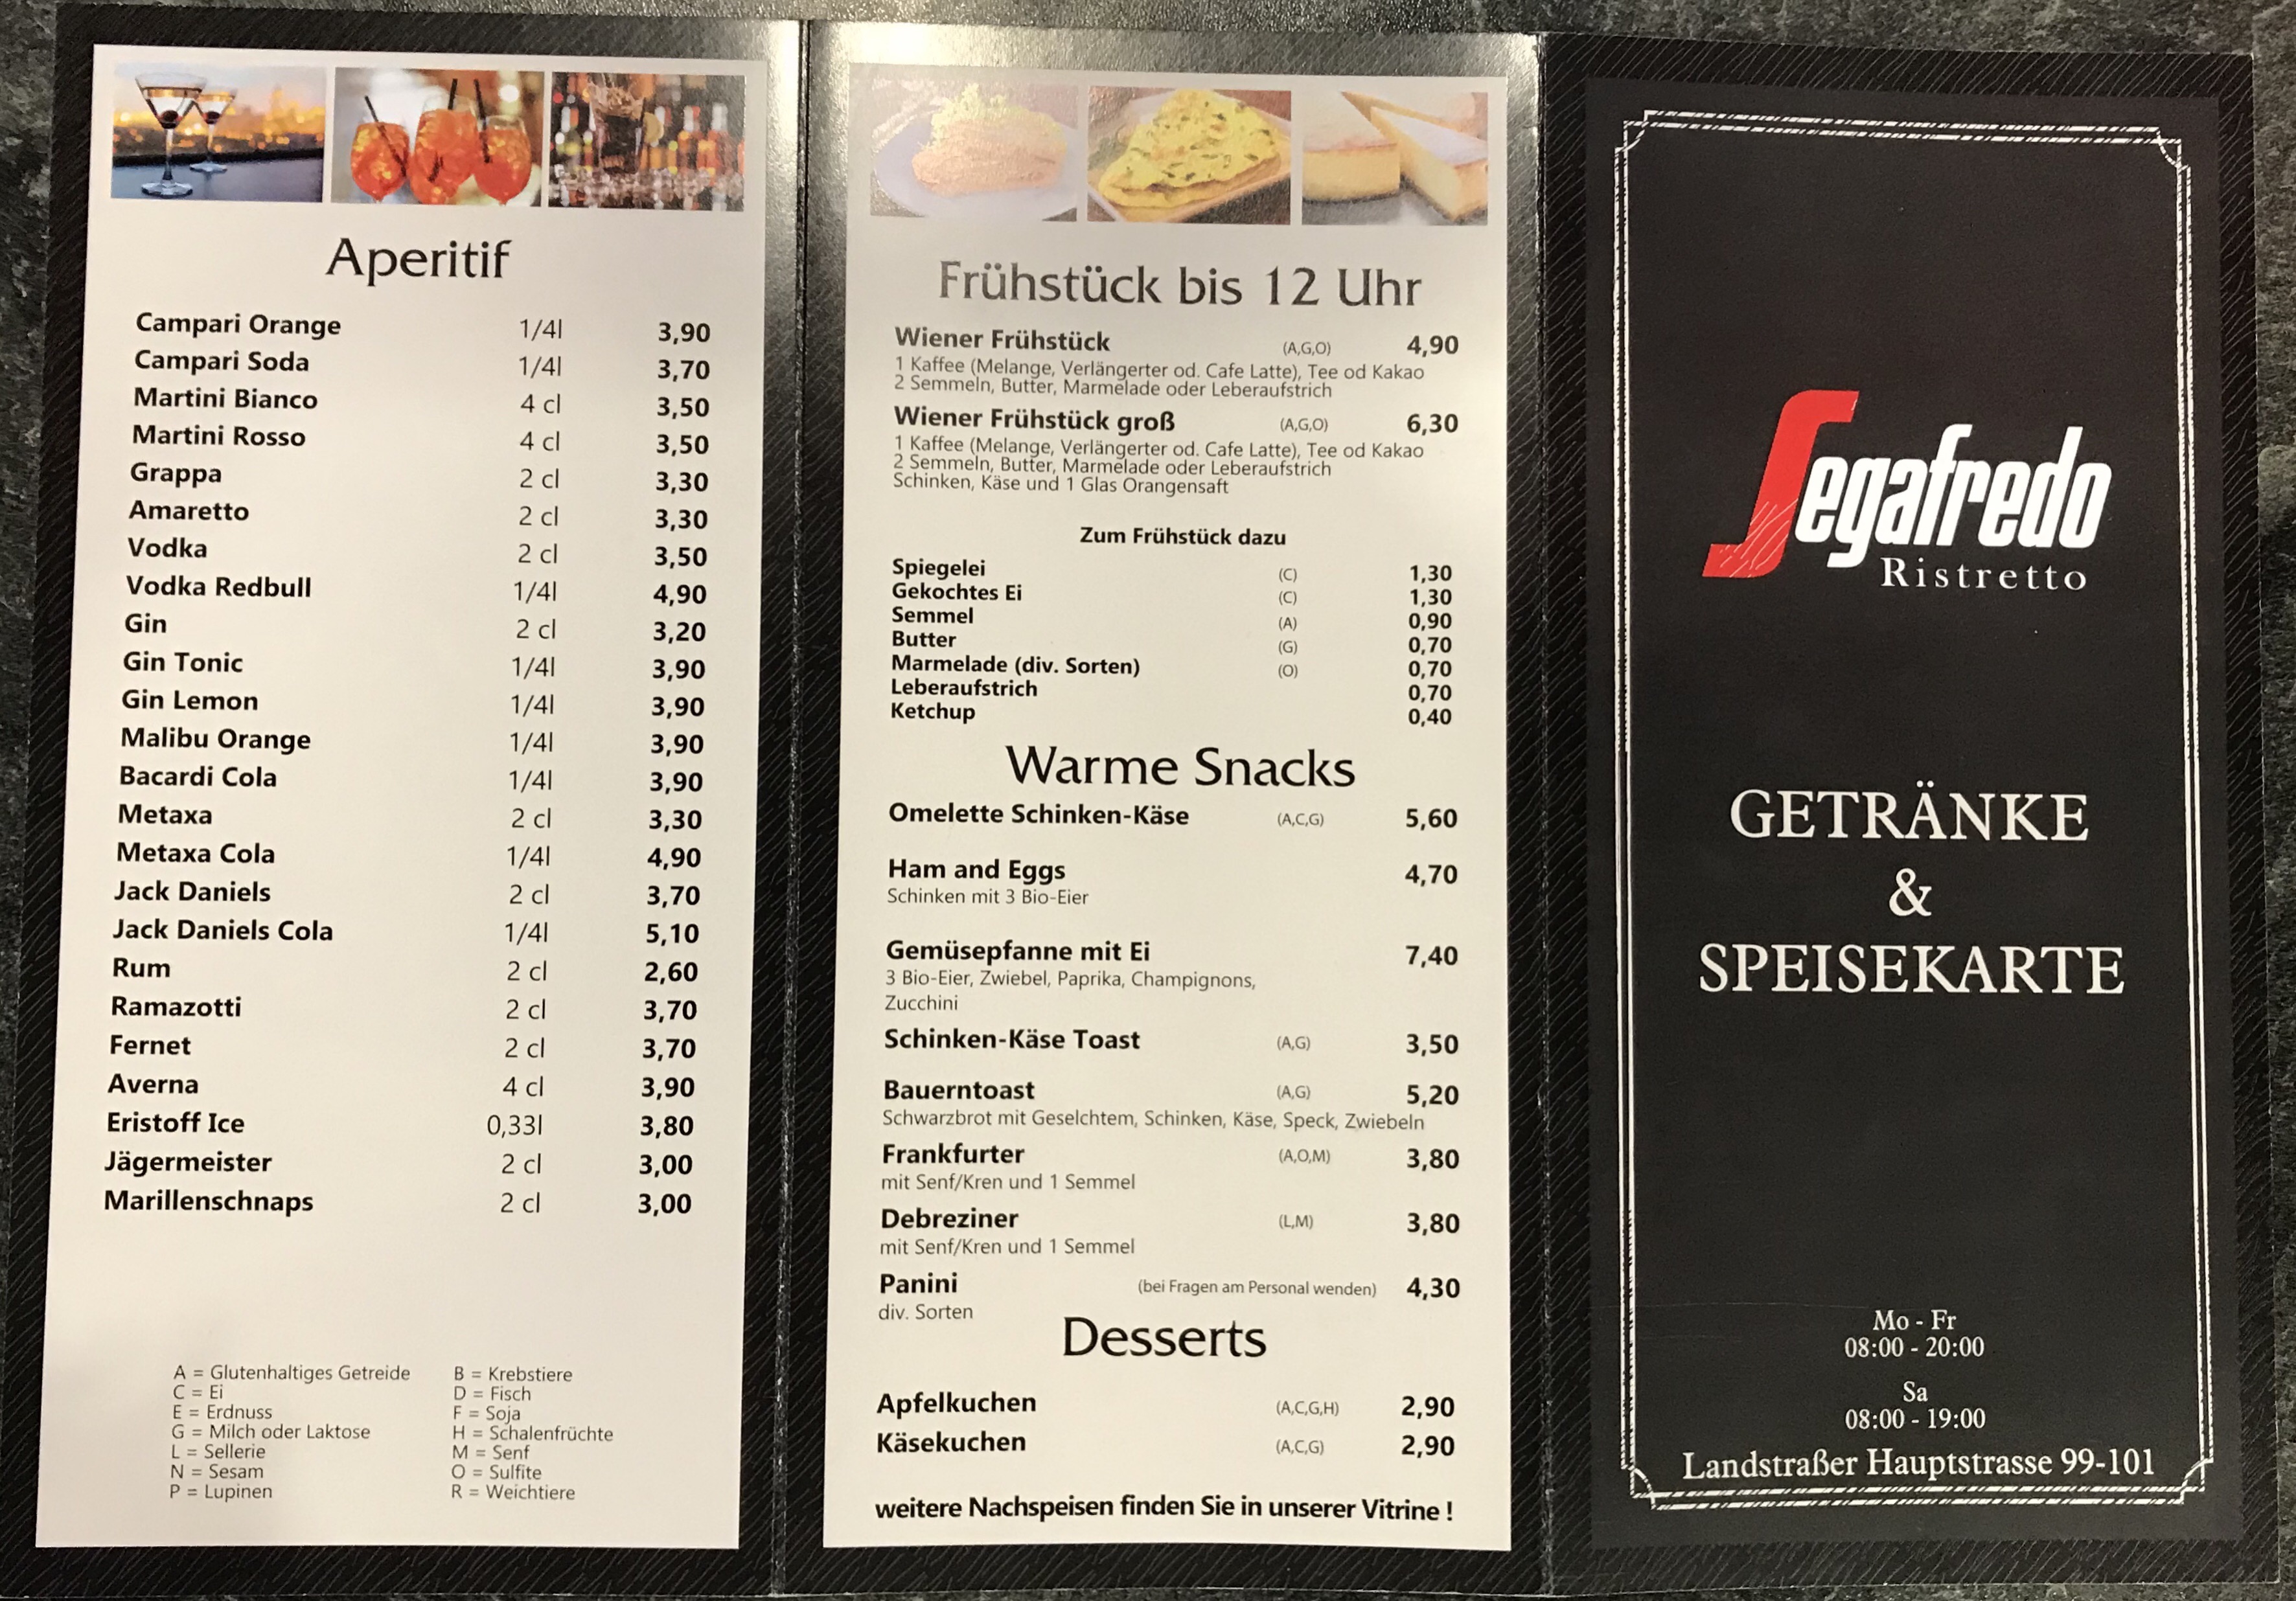 Aperitif
Campari Orange 1/4l 3,90
Campari Soda 1/4l 3,70
Martini Bianco 4 cl 3,50
Martini Rosso 4 cl 3,50
Grappa 2 cl 3,30
Amaretto 2 cl 3,30
Vodka 2 cl 3,50
Vodka Redbull 1/4l 4,90
Gin 2 cl 3,20
Gin Tonic 1/4l 3,90
Gin Lemon 1/4l 3,90
Malibu Orange 1/4l 3,90
Bacardi Cola 1/4l 3,90
Metaxa 2 cl 3,30
Metaxa Cola 1/4l 4,90
Jack Daniels 2 cl 3,70
Jack Daniels Cola 1/4l 5,10
Rum 2 cl 2,60
Ramazotti 2 cl 3,70
Fernet 2 cl 3,70
Averna 4 cl 3,90
Eristoff Ice 0,33l 3,80
Jägermeister 2 cl 3,00
Marillenschnaps 2 cl 3,00
A = Glutenhaltiges Getreide B = Krebstiere
C = Ei D = Fisch
E = Erdnuss F = Soja
G = Milch oder Laktose H = Schalenfrüchte
L = Sellerie M = Senf
N = Sesam O = Sulfite
P = Lupinen R = Weichtiere
Frühstück bis 12 Uhr
Wiener Frühstück (A,G,O) 4,90
1 Kaffee (Melange, Verlängerter od. Cafe Latte), Tee od Kakao
2 Semmeln, Butter, Marmelade oder Leberaufstrich
Wiener Frühstück groß (A,G,O) 6,30
1 Kaffee (Melange, Verlängerter od. Cafe Latte), Tee od Kakao
2 Semmeln, Butter, Marmelade oder Leberaufstrich
Schinken, Käse und 1 Glas Orangensaft
Zum Frühstück dazu
Spiegelei (C) 1,30
Gekochtes Ei (C) 1,30
Semmel (A) 0,90
Butter (G) 0,70
Marmelade (div. Sorten) (O) 0,70
Leberaufstrich 0,70
Ketchup 0,40
Warme Snacks
Omelette Schinken-Käse (A,C,G) 5,60
Ham and Eggs 4,70
Schinken mit 3 Bio-Eier
Gemüsepfanne mit Ei 7,40
3 Bio-Eier, Zwiebel, Paprika, Champignons,
Zucchini
Schinken-Käse Toast (A,G) 3,50
Bauerntoast (A,G) 5,20
Schwarzbrot mit Geselchtem, Schinken, Käse, Speck, Zwiebeln
Frankfurter (A,O,M) 3,80
mit Senf/Kren und 1 Semmel
Debreziner (L,M) 3,80
mit Senf/Kren und 1 Semmel
Panini (bei Fragen am Personal wenden) 4,30
div. Sorten
Desserts
Apfelkuchen (A,C,G,H) 2,90
Käsekuchen (A,C,G) 2,90
weitere Nachspeisen finden Sie in unserer Vitrine !
Segafredo
Ristretto
GETRÄNKE
&
SPEISEKARTE
Mo - Fr
08:00 - 20:00
Sa
08:00 - 19:00
Landstraßer Hauptstrasse 99-101